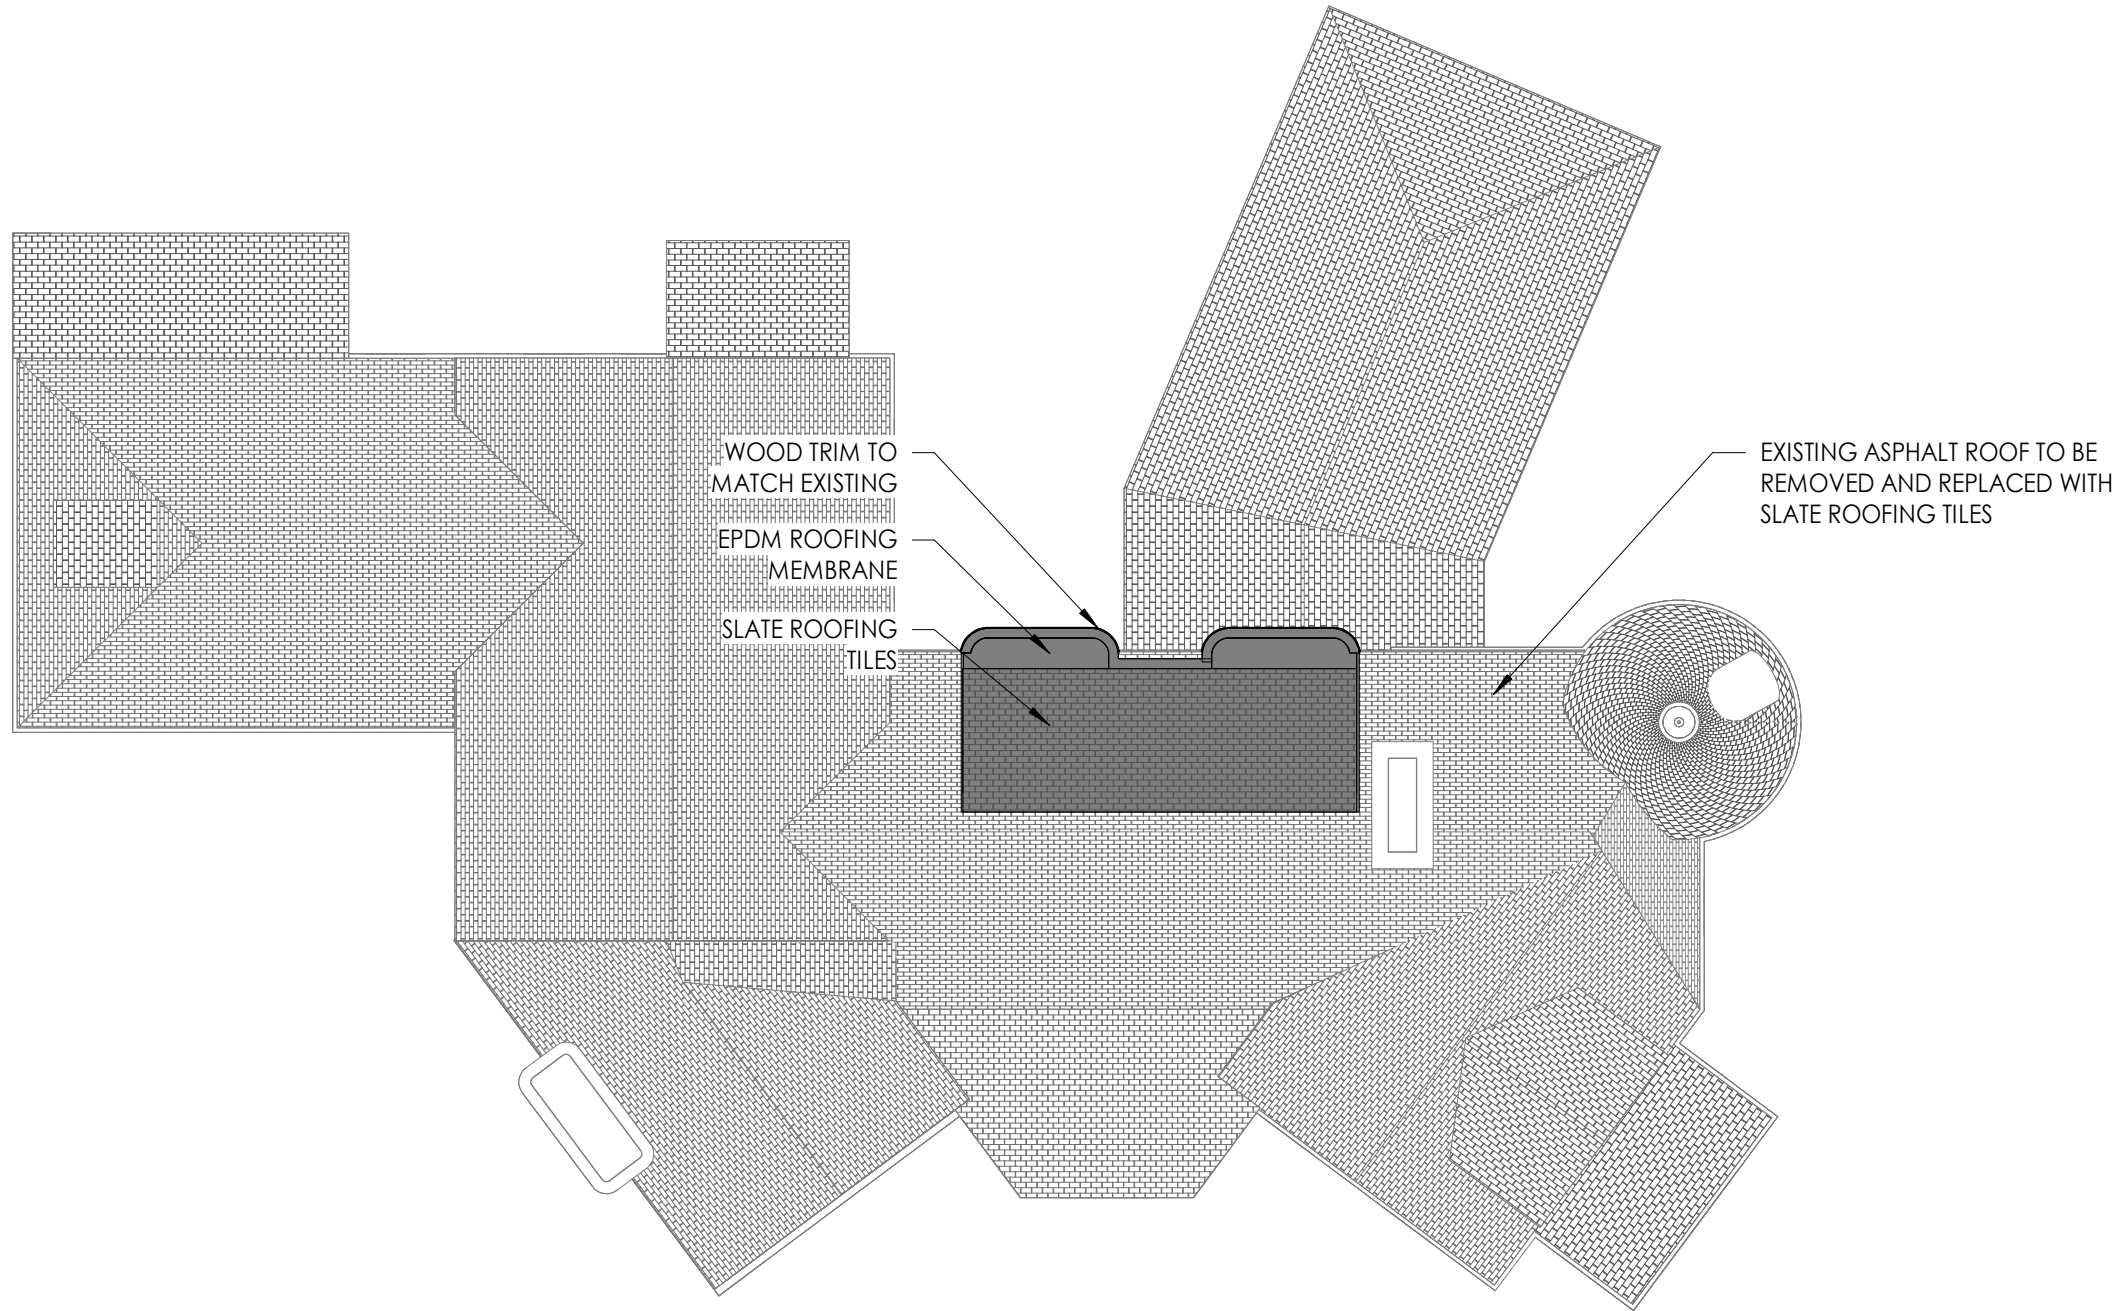 WOOD TRIM TO
MATCH EXISTING
EPDM ROOFING
MEMBRANE
SLATE ROOFING
TILES
EXISTING ASPHALT ROOF TO BE
REMOVED AND REPLACED WITH
SLATE ROOFING TILES